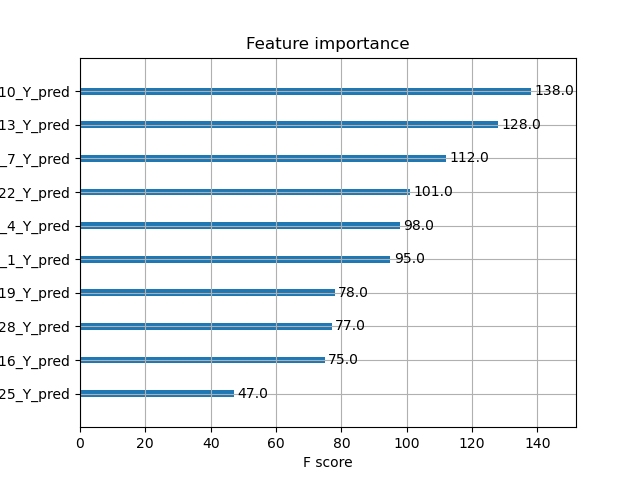 Feature importance
10_Y_pred 138.0
13_Y_pred 128.0
_7_Y_pred 112.0
22_Y_pred 101.0
_4_Y_pred 98.0
_1_Y_pred 95.0
19_Y_pred 78.0
28_Y_pred 77.0
16_Y_pred 75.0
25_Y_pred 47.0
0 20 40 60 80 100 120 140
F score